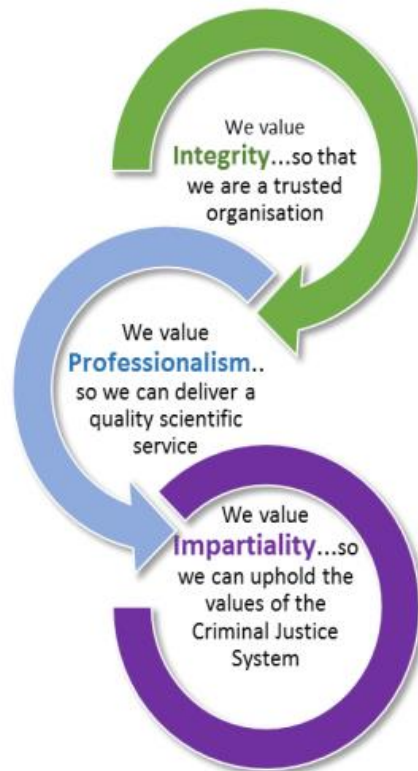 We value
Integrity...so that
we are a trusted
organisation
We value
Professionalism..
so we can deliver a
quality scientific
service
We value
Impartiality...so
we can uphold the
values of the
Criminal Justice
System